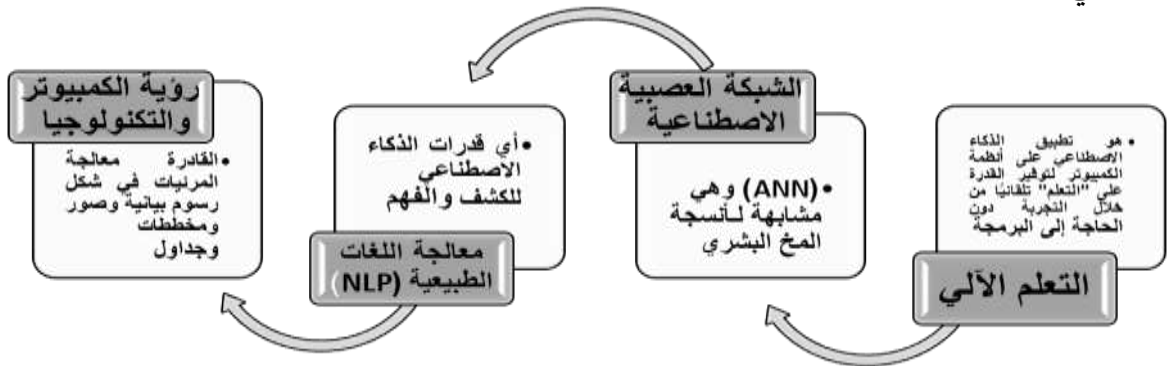 التعلم الآلي
• هو تطبيق الذكاء
الاصطناعي على أنظمة
الكمبيوتر لتوفير القدرة
على "التعلم" تلقائيًا من
خلال التجربة دون
الحاجة إلى البرمجة
الشبكة العصبية
الاصطناعية
• (ANN) وهي
مشابهة لأنسجة
المخ البشري
معالجة اللغات
الطبيعية (NLP)
• أي قدرات الذكاء
الاصطناعي
للكشف والفهم
رؤية الكمبيوتر
والتكنولوجيا
• القادرة معالجة
المرئيات في شكل
رسوم بيانية وصور
ومخططات
وجداول